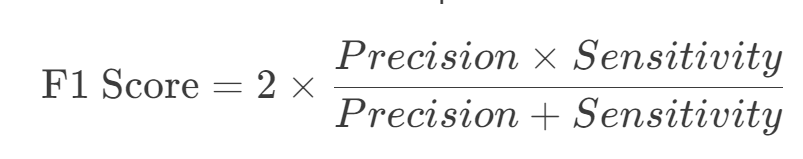 F1 Score = 2 × Precision × Sensitivity
Precision + Sensitivity